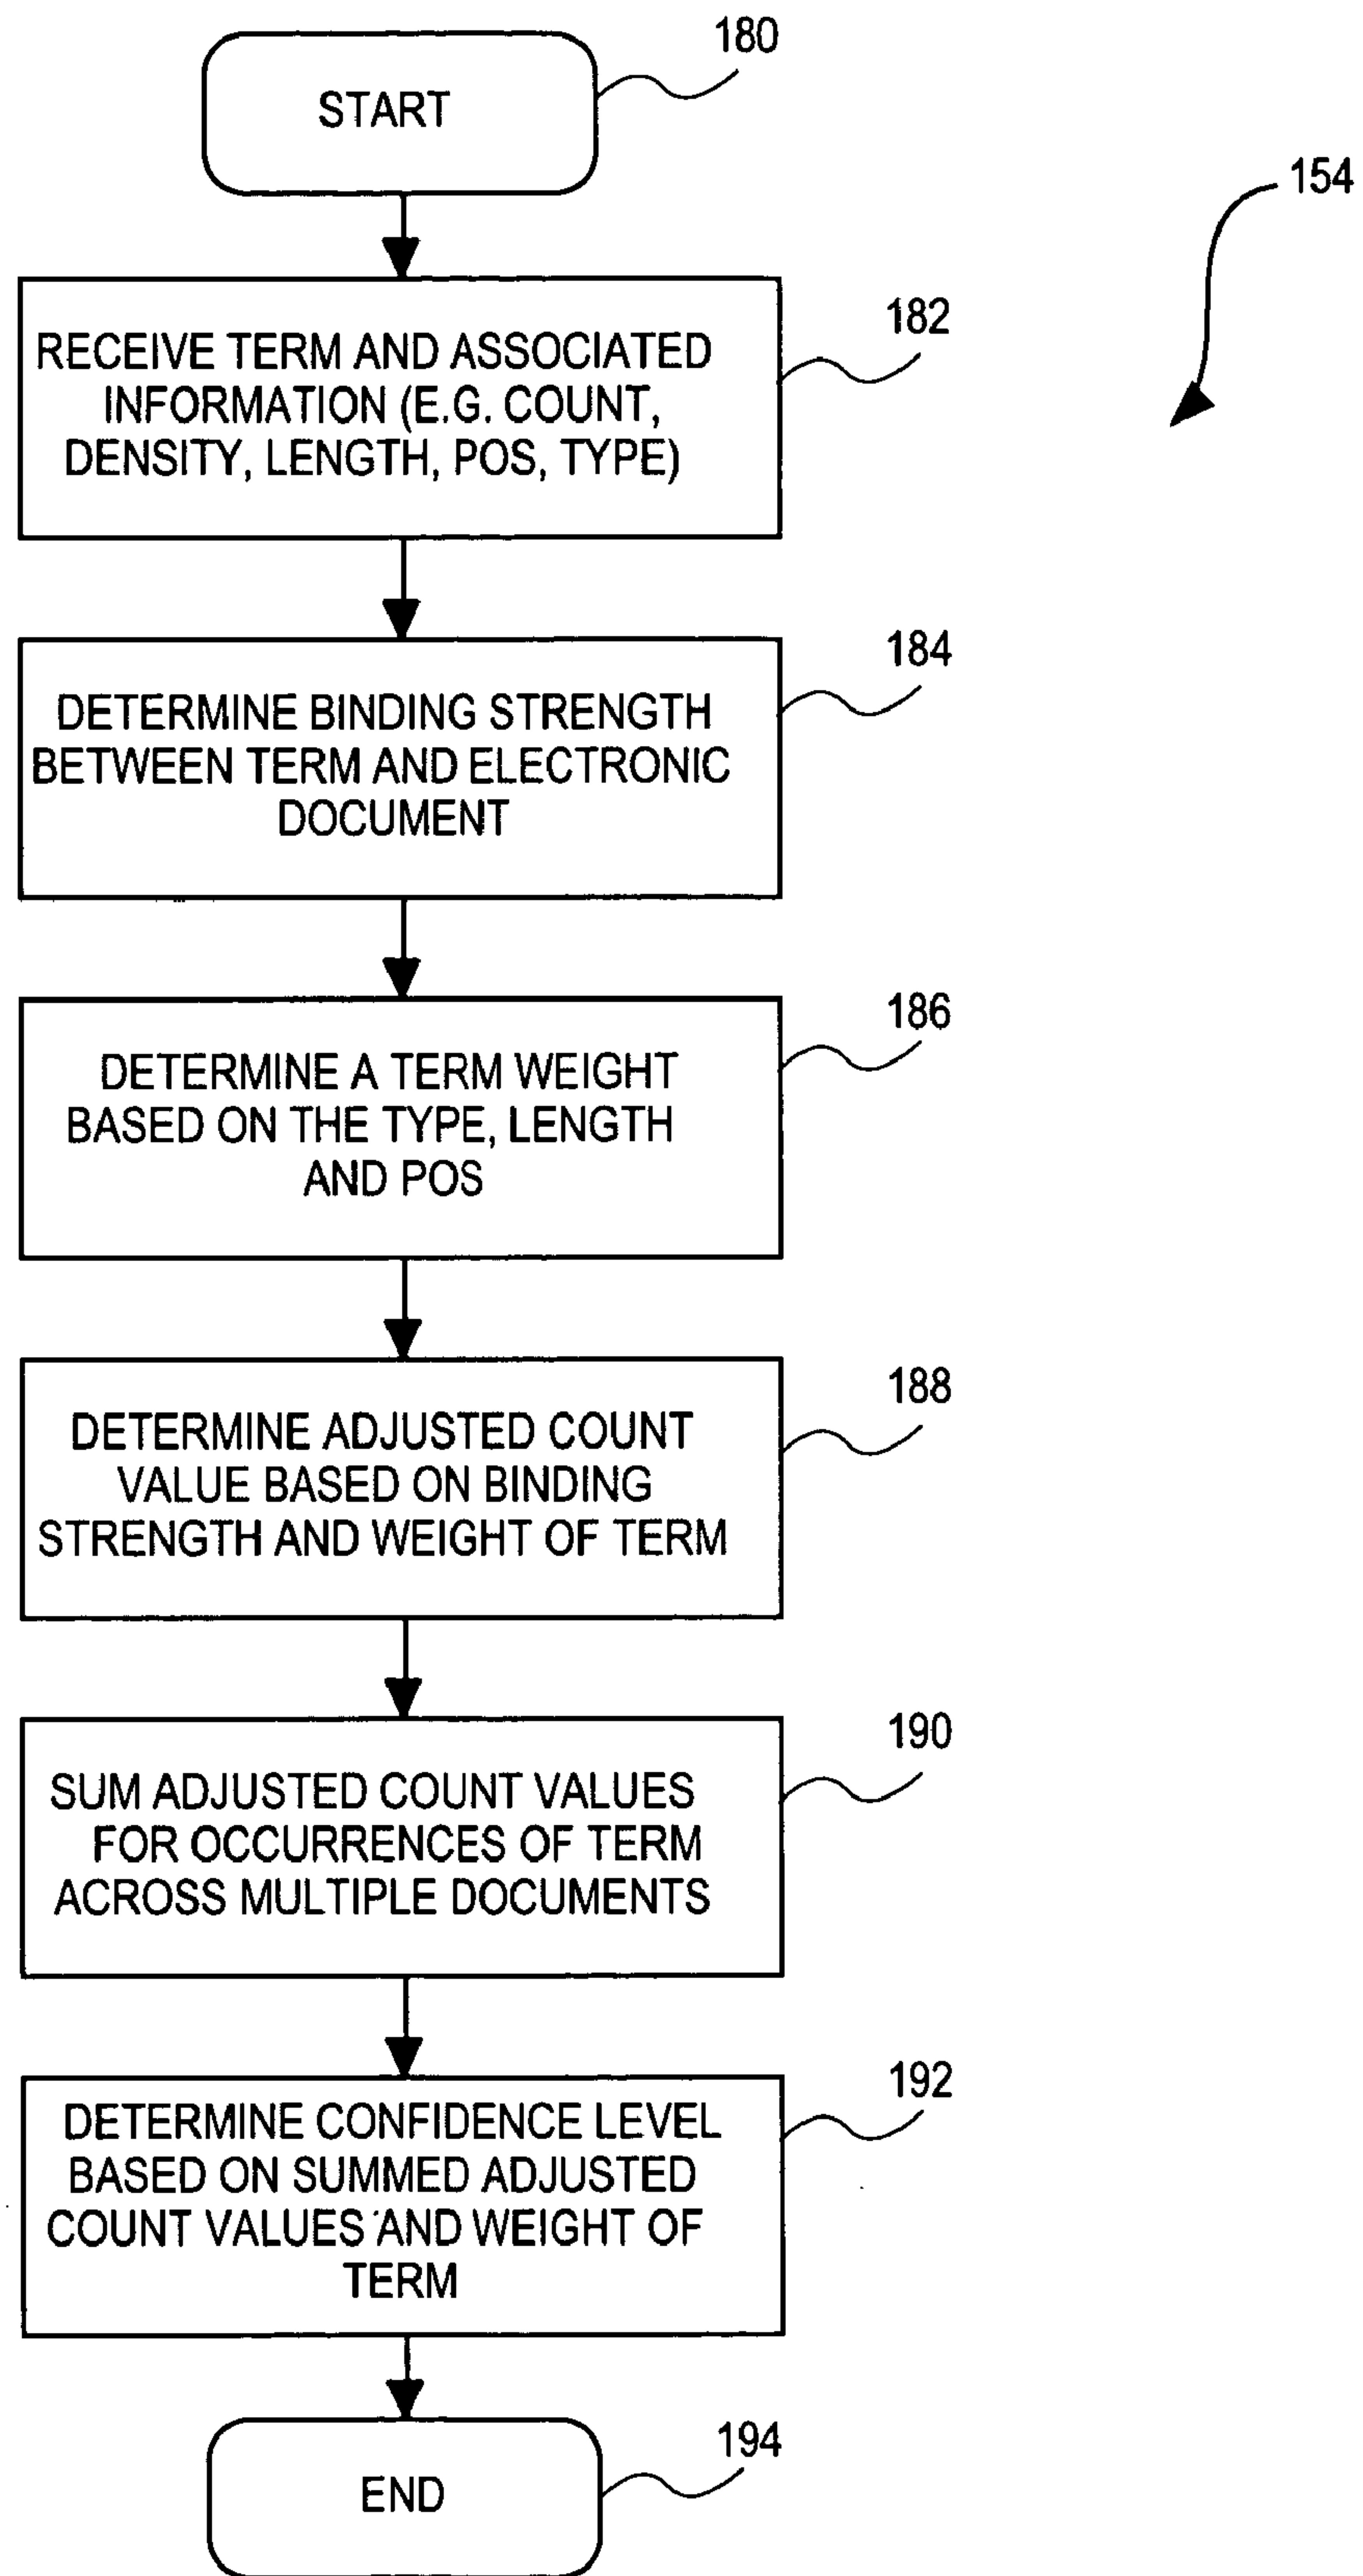 180
START
154
182
RECEIVE TERM AND ASSOCIATED
INFORMATION (E.G. COUNT,
DENSITY, LENGTH, POS, TYPE)
184
DETERMINE BINDING STRENGTH
BETWEEN TERM AND ELECTRONIC
DOCUMENT
186
DETERMINE A TERM WEIGHT
BASED ON THE TYPE, LENGTH
AND POS
188
DETERMINE ADJUSTED COUNT
VALUE BASED ON BINDING
STRENGTH AND WEIGHT OF TERM
190
SUM ADJUSTED COUNT VALUES
FOR OCCURRENCES OF TERM
ACROSS MULTIPLE DOCUMENTS
192
DETERMINE CONFIDENCE LEVEL
BASED ON SUMMED ADJUSTED
COUNT VALUES AND WEIGHT OF
TERM
194
END